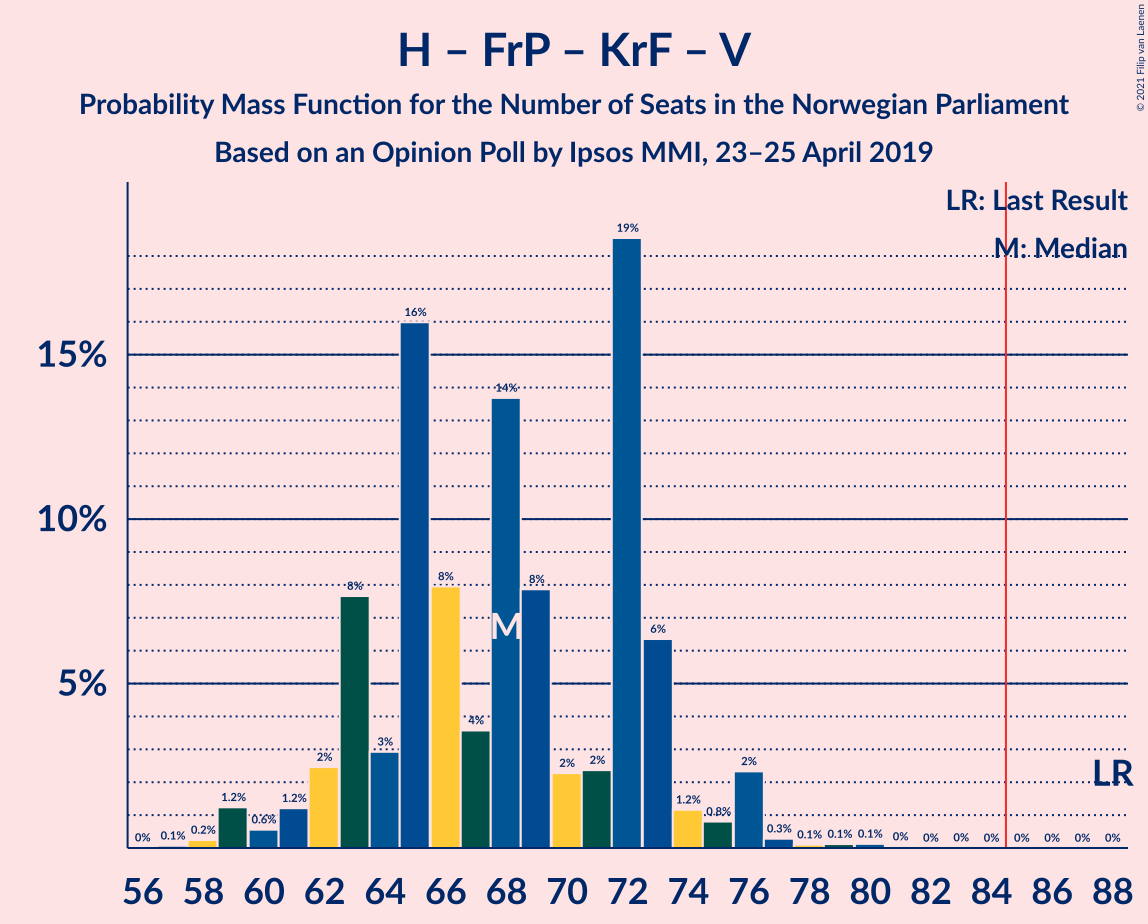 H – FrP – KrF – V
Probability Mass Function for the Number of Seats in the Norwegian Parliament
Based on an Opinion Poll by Ipsos MMI, 23–25 April 2019
© 2021 Filip van Laenen
LR: Last Result
M: Median
15%
10%
5%
0% 0.1% 0.2% 1.2% 0.6% 1.2% 2% 8% 3% 16% 8% 4% 14% 8% 2% 2% 19% 6% 1.2% 0.8% 2% 0.3% 0.1% 0.1% 0.1% 0% 0% 0% 0% 0% 0% 0% 0%
M
LR
56 58 60 62 64 66 68 70 72 74 76 78 80 82 84 86 88